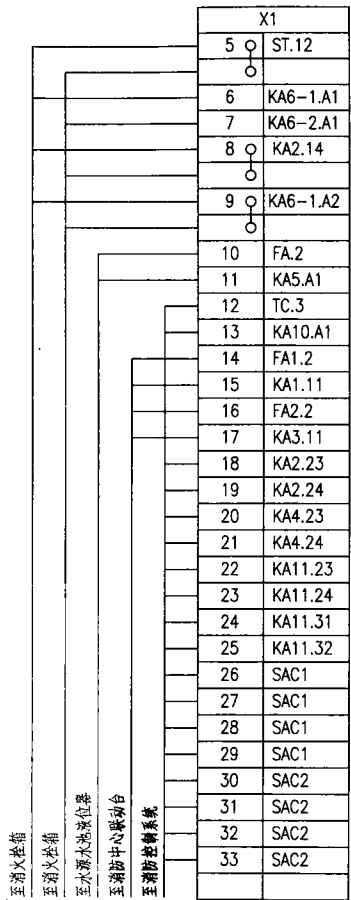 X1
5 ST.12
6 KA6-1.A1
7 KA6-2.A1
8 KA2.14
9 KA6-1.A2
10 FA.2
11 KA5.A1
12 TC.3
13 KA10.A1
14 FA1.2
15 KA1.11
16 FA2.2
17 KA3.11
18 KA2.23
19 KA2.24
20 KA4.23
21 KA4.24
22 KA11.23
23 KA11.24
24 KA11.31
25 KA11.32
26 SAC1
27 SAC1
28 SAC1
29 SAC1
30 SAC2
31 SAC2
32 SAC2
33 SAC2
至消火栓箱
至消火栓箱
至水源水池液位器
至消防中心联动台
至消防控制系统